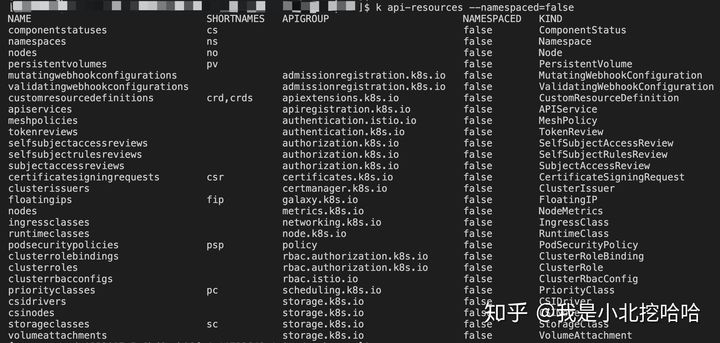 ]$ k api-resources --namespaced=false
NAME SHORTNAMES APIGROUP NAMESPACED KIND
componentstatuses cs false ComponentStatus
namespaces ns false Namespace
nodes no false Node
persistentvolumes pv false PersistentVolume
mutatingwebhookconfigurations admissionregistration.k8s.io false MutatingWebhookConfiguration
validatingwebhookconfigurations admissionregistration.k8s.io false ValidatingWebhookConfiguration
customresourcedefinitions crd,crds apiextensions.k8s.io false CustomResourceDefinition
apiservices apiregistration.k8s.io false APIService
meshpolicies authentication.istio.io false MeshPolicy
tokenreviews authentication.k8s.io false TokenReview
selfsubjectaccessreviews authorization.k8s.io false SelfSubjectAccessReview
selfsubjectrulesreviews authorization.k8s.io false SelfSubjectRulesReview
subjectaccessreviews authorization.k8s.io false SubjectAccessReview
certificatesigningrequests csr certificates.k8s.io false CertificateSigningRequest
clusterissuers certmanager.k8s.io false ClusterIssuer
floatingips fip galaxy.k8s.io false FloatingIP
nodes metrics.k8s.io false NodeMetrics
ingressclasses networking.k8s.io false IngressClass
runtimeclasses node.k8s.io false RuntimeClass
podsecuritypolicies psp policy false PodSecurityPolicy
clusterrolebindings rbac.authorization.k8s.io false ClusterRoleBinding
clusterroles rbac.authorization.k8s.io false ClusterRole
clusterrbacconfigs rbac.istio.io false ClusterRbacConfig
priorityclasses pc scheduling.k8s.io false PriorityClass
csidrivers storage.k8s.io false CSIDriver
csinodes storage.k8s.io false
storageclasses sc storage.k8s.io false StorageClass
volumeattachments storage.k8s.io false VolumeAttachment
知乎 @我是小北挖哈哈